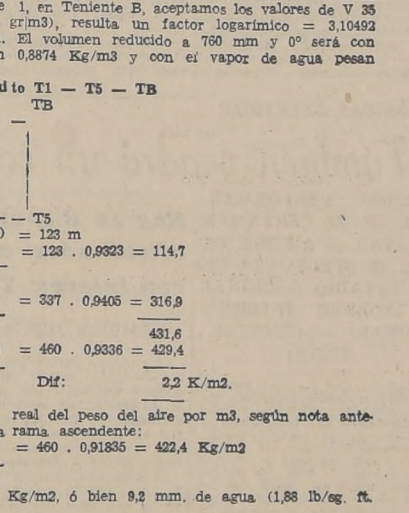 1, en Teniente B, aceptamos los valores de V 35
gr|m3), resulta un factor logarímico = 3,10492
El volumen reducido a 760 mm y 0° será con
0,8874 Kg/m3 y con el vapor de agua pesan
to T1 — T5 — TB
TB
—
— T5
) = 123 m
= 123 . 0,9323 = 114,7
= 337 . 0,9405 = 316,9
431,6
= 460 . 0,9336 = 429,4
Dif: 2,2 K/m2.
real del peso del aire por m3, según nota ante-
rama ascendente:
= 460 . 0,91835 = 422,4 Kg/m2
Kg/m2, ó bien 9,2 mm. de agua (1,88 lb/sg. ft.